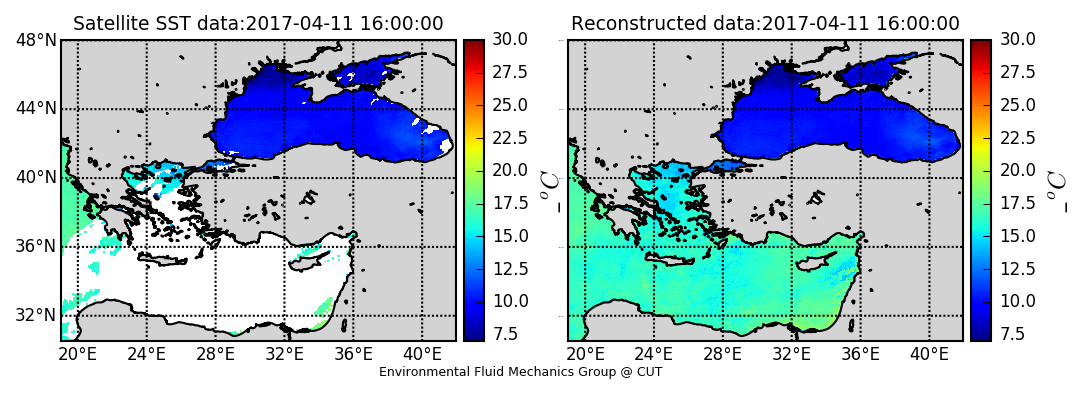 Satellite SST data:2017-04-11 16:00:00 Reconstructed data:2017-04-11 16:00:00
48°N 30.0 30.0
27.5 27.5
44°N 25.0 25.0
22.5 22.5
40°N 20.0 20.0
°C °C
17.5 17.5
36°N 15.0 15.0
12.5 12.5
32°N 10.0 10.0
7.5 7.5
20°E 24°E 28°E 32°E 36°E 40°E 20°E 24°E 28°E 32°E 36°E 40°E
Environmental Fluid Mechanics Group @ CUT